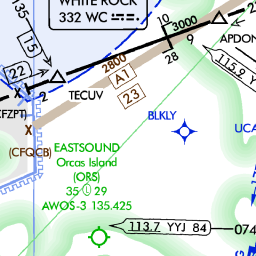 WHITE ROCK
332 WC
35
15
22
2
10
3000
9
28
APDON
115.9
2800
A1
23
TECUV
CFZPT)
(CFQCB)
BLKLY
UCA
EASTSOUND
Orcas Island
(ORS)
35 29
AWOS-3 135.425
113.7 YYJ 84
074